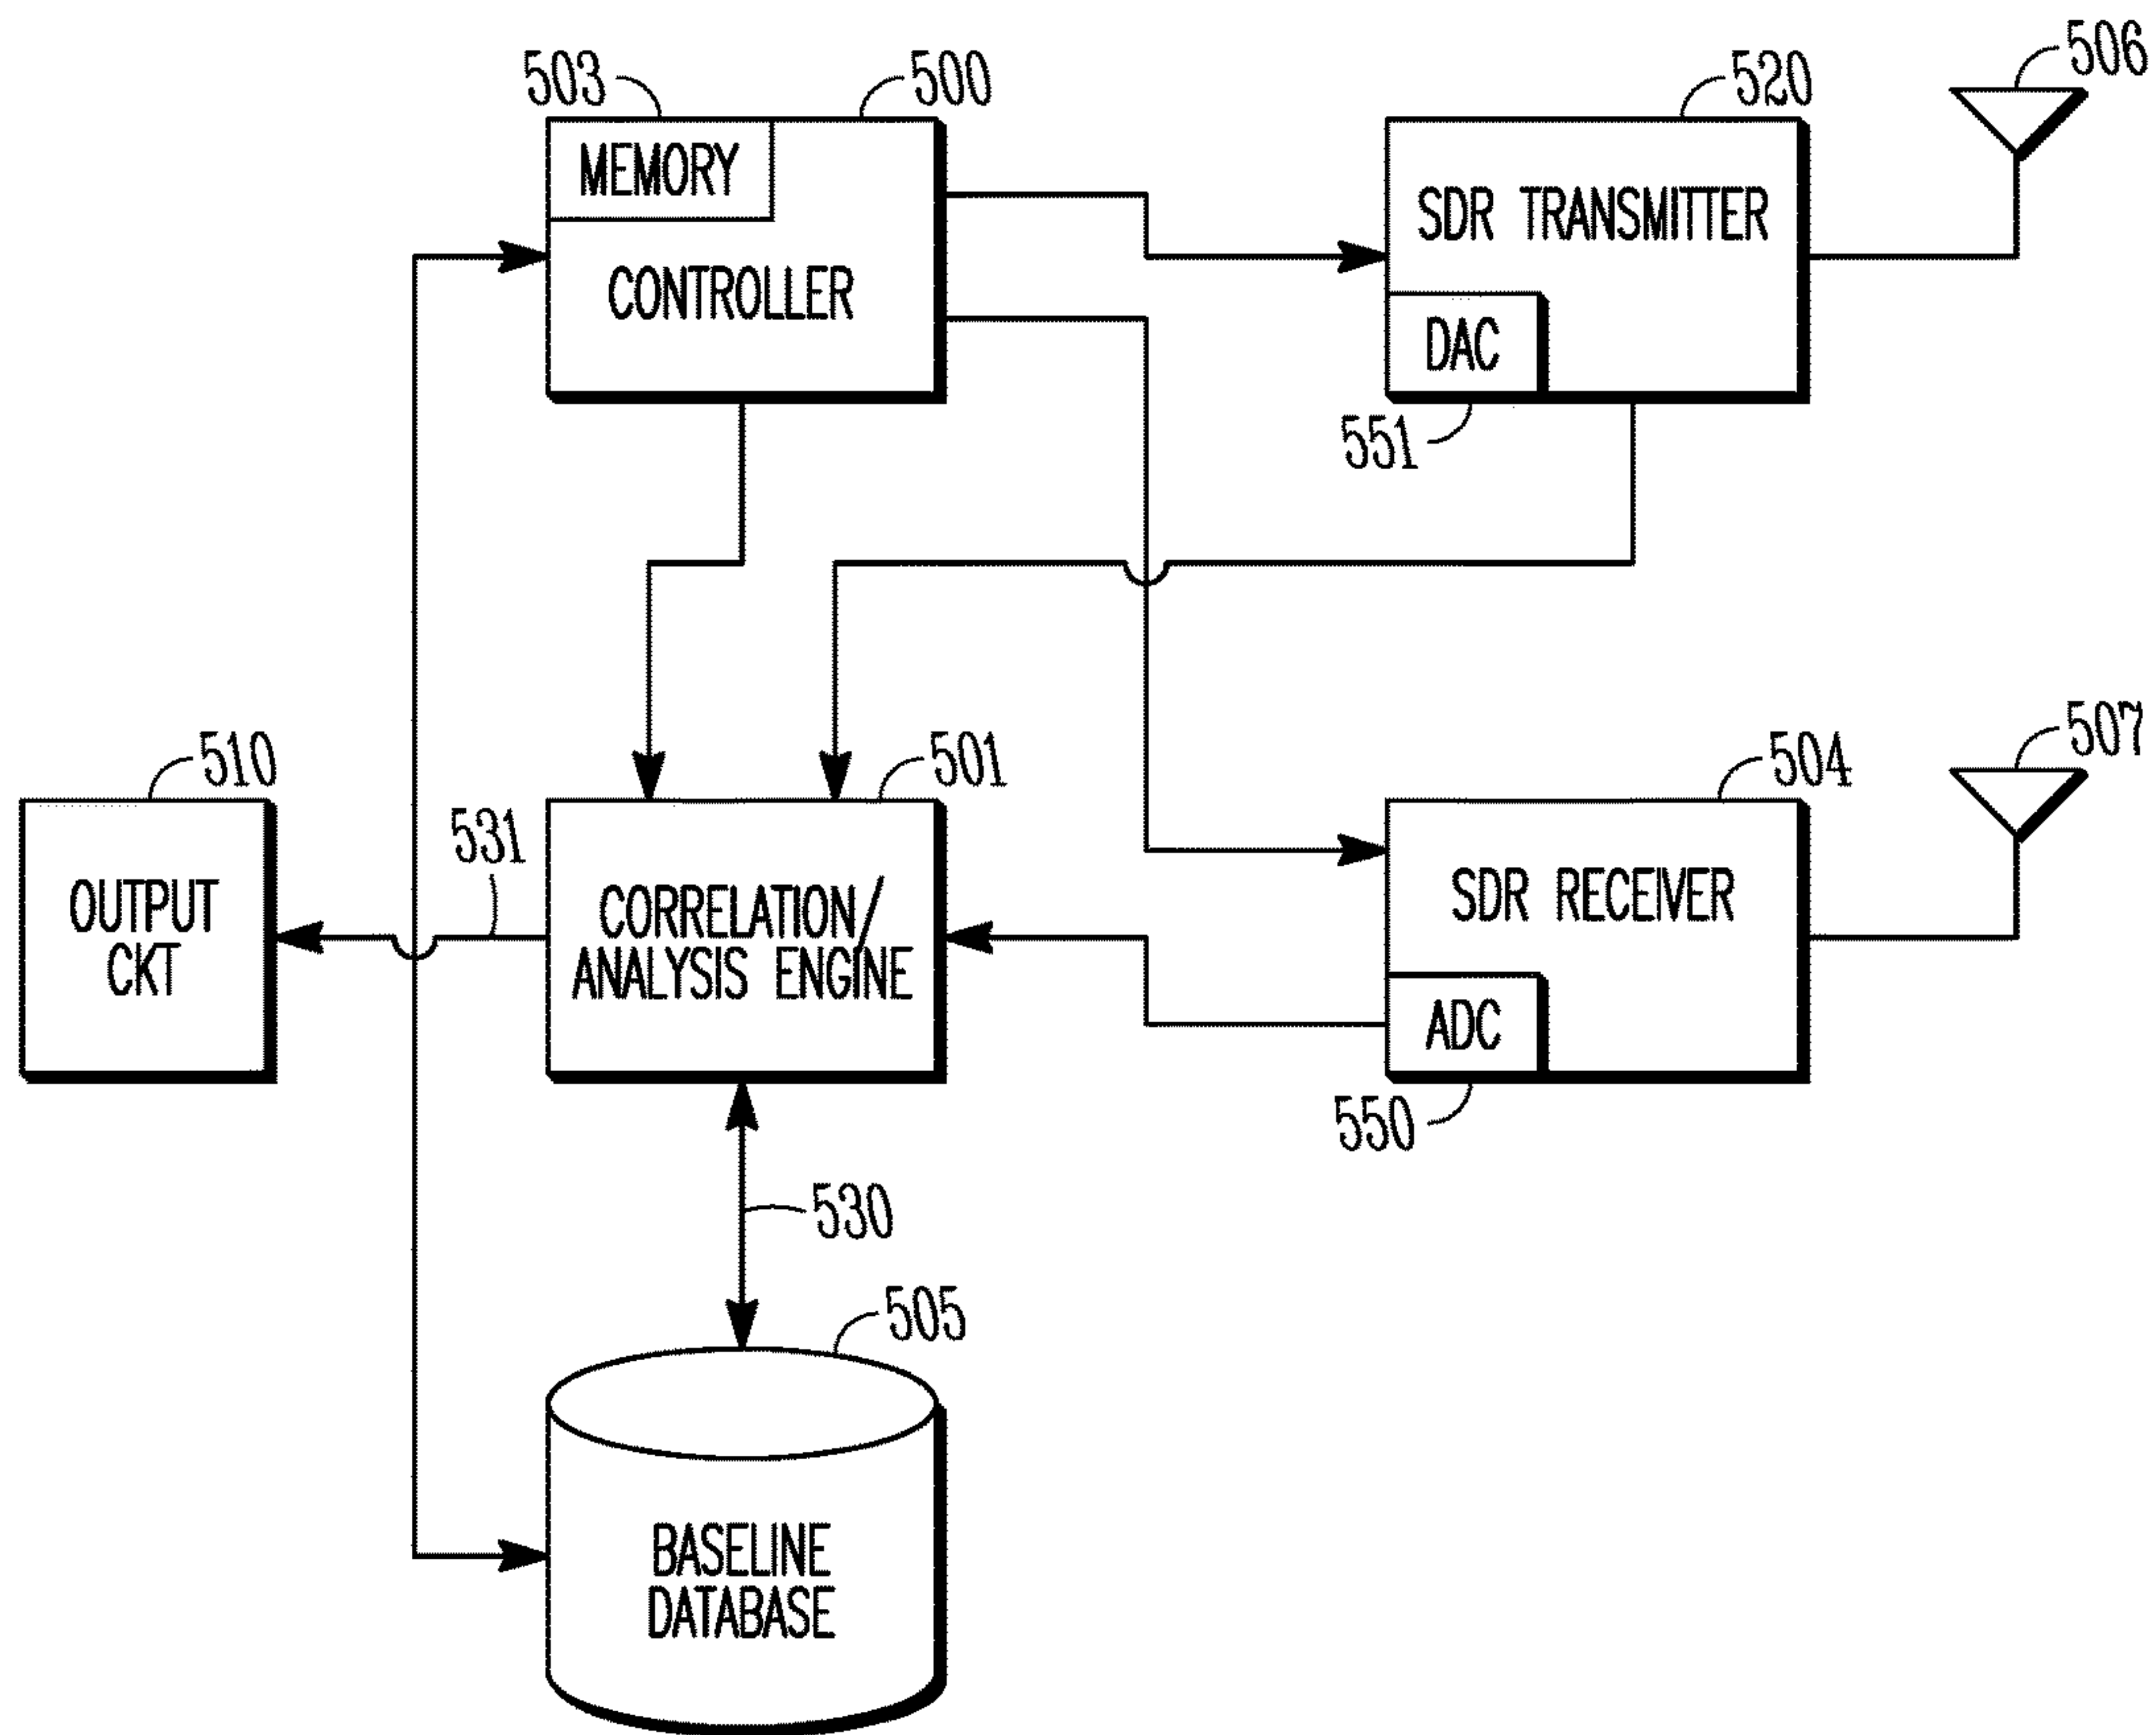 503
500
520
506
MEMORY
CONTROLLER
SDR TRANSMITTER
DAC
551
510
531
501
504
507
OUTPUT
CKT
CORRELATION/
ANALYSIS ENGINE
SDR RECEIVER
ADC
550
530
505
BASELINE
DATABASE